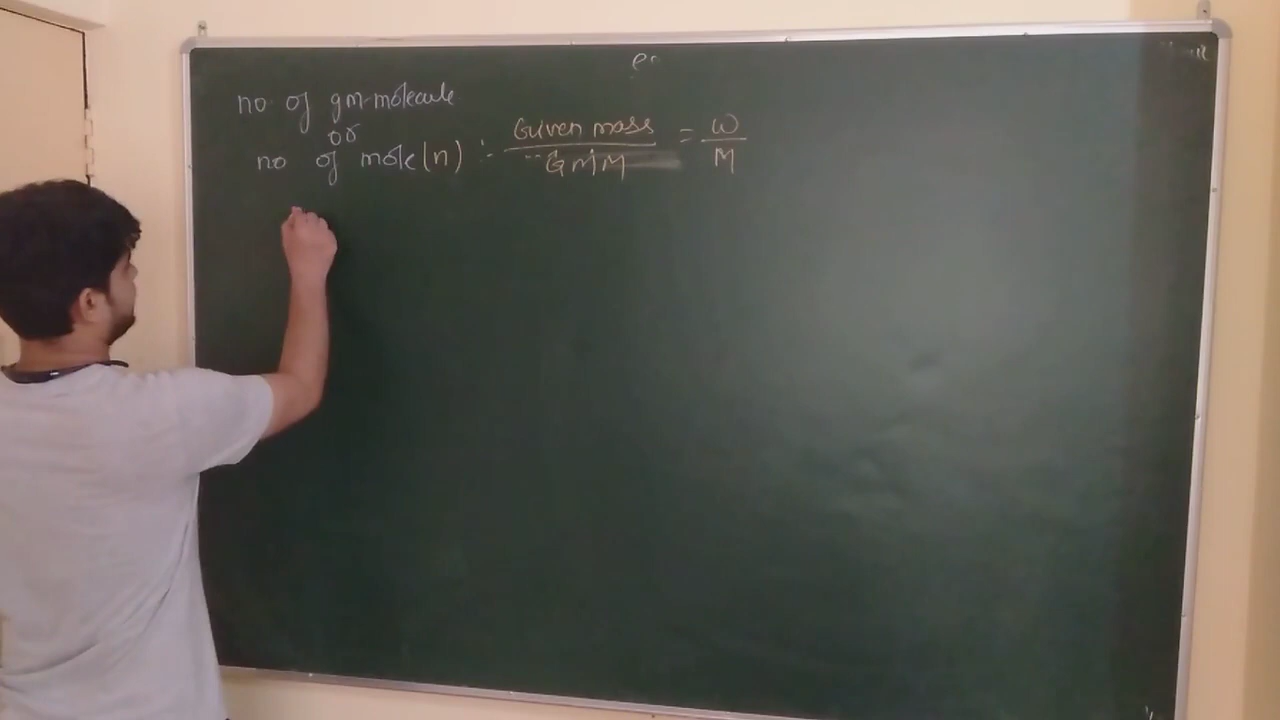 no of gm-molecule
or
no of mole(n) :- Given mass / GMM = W / M